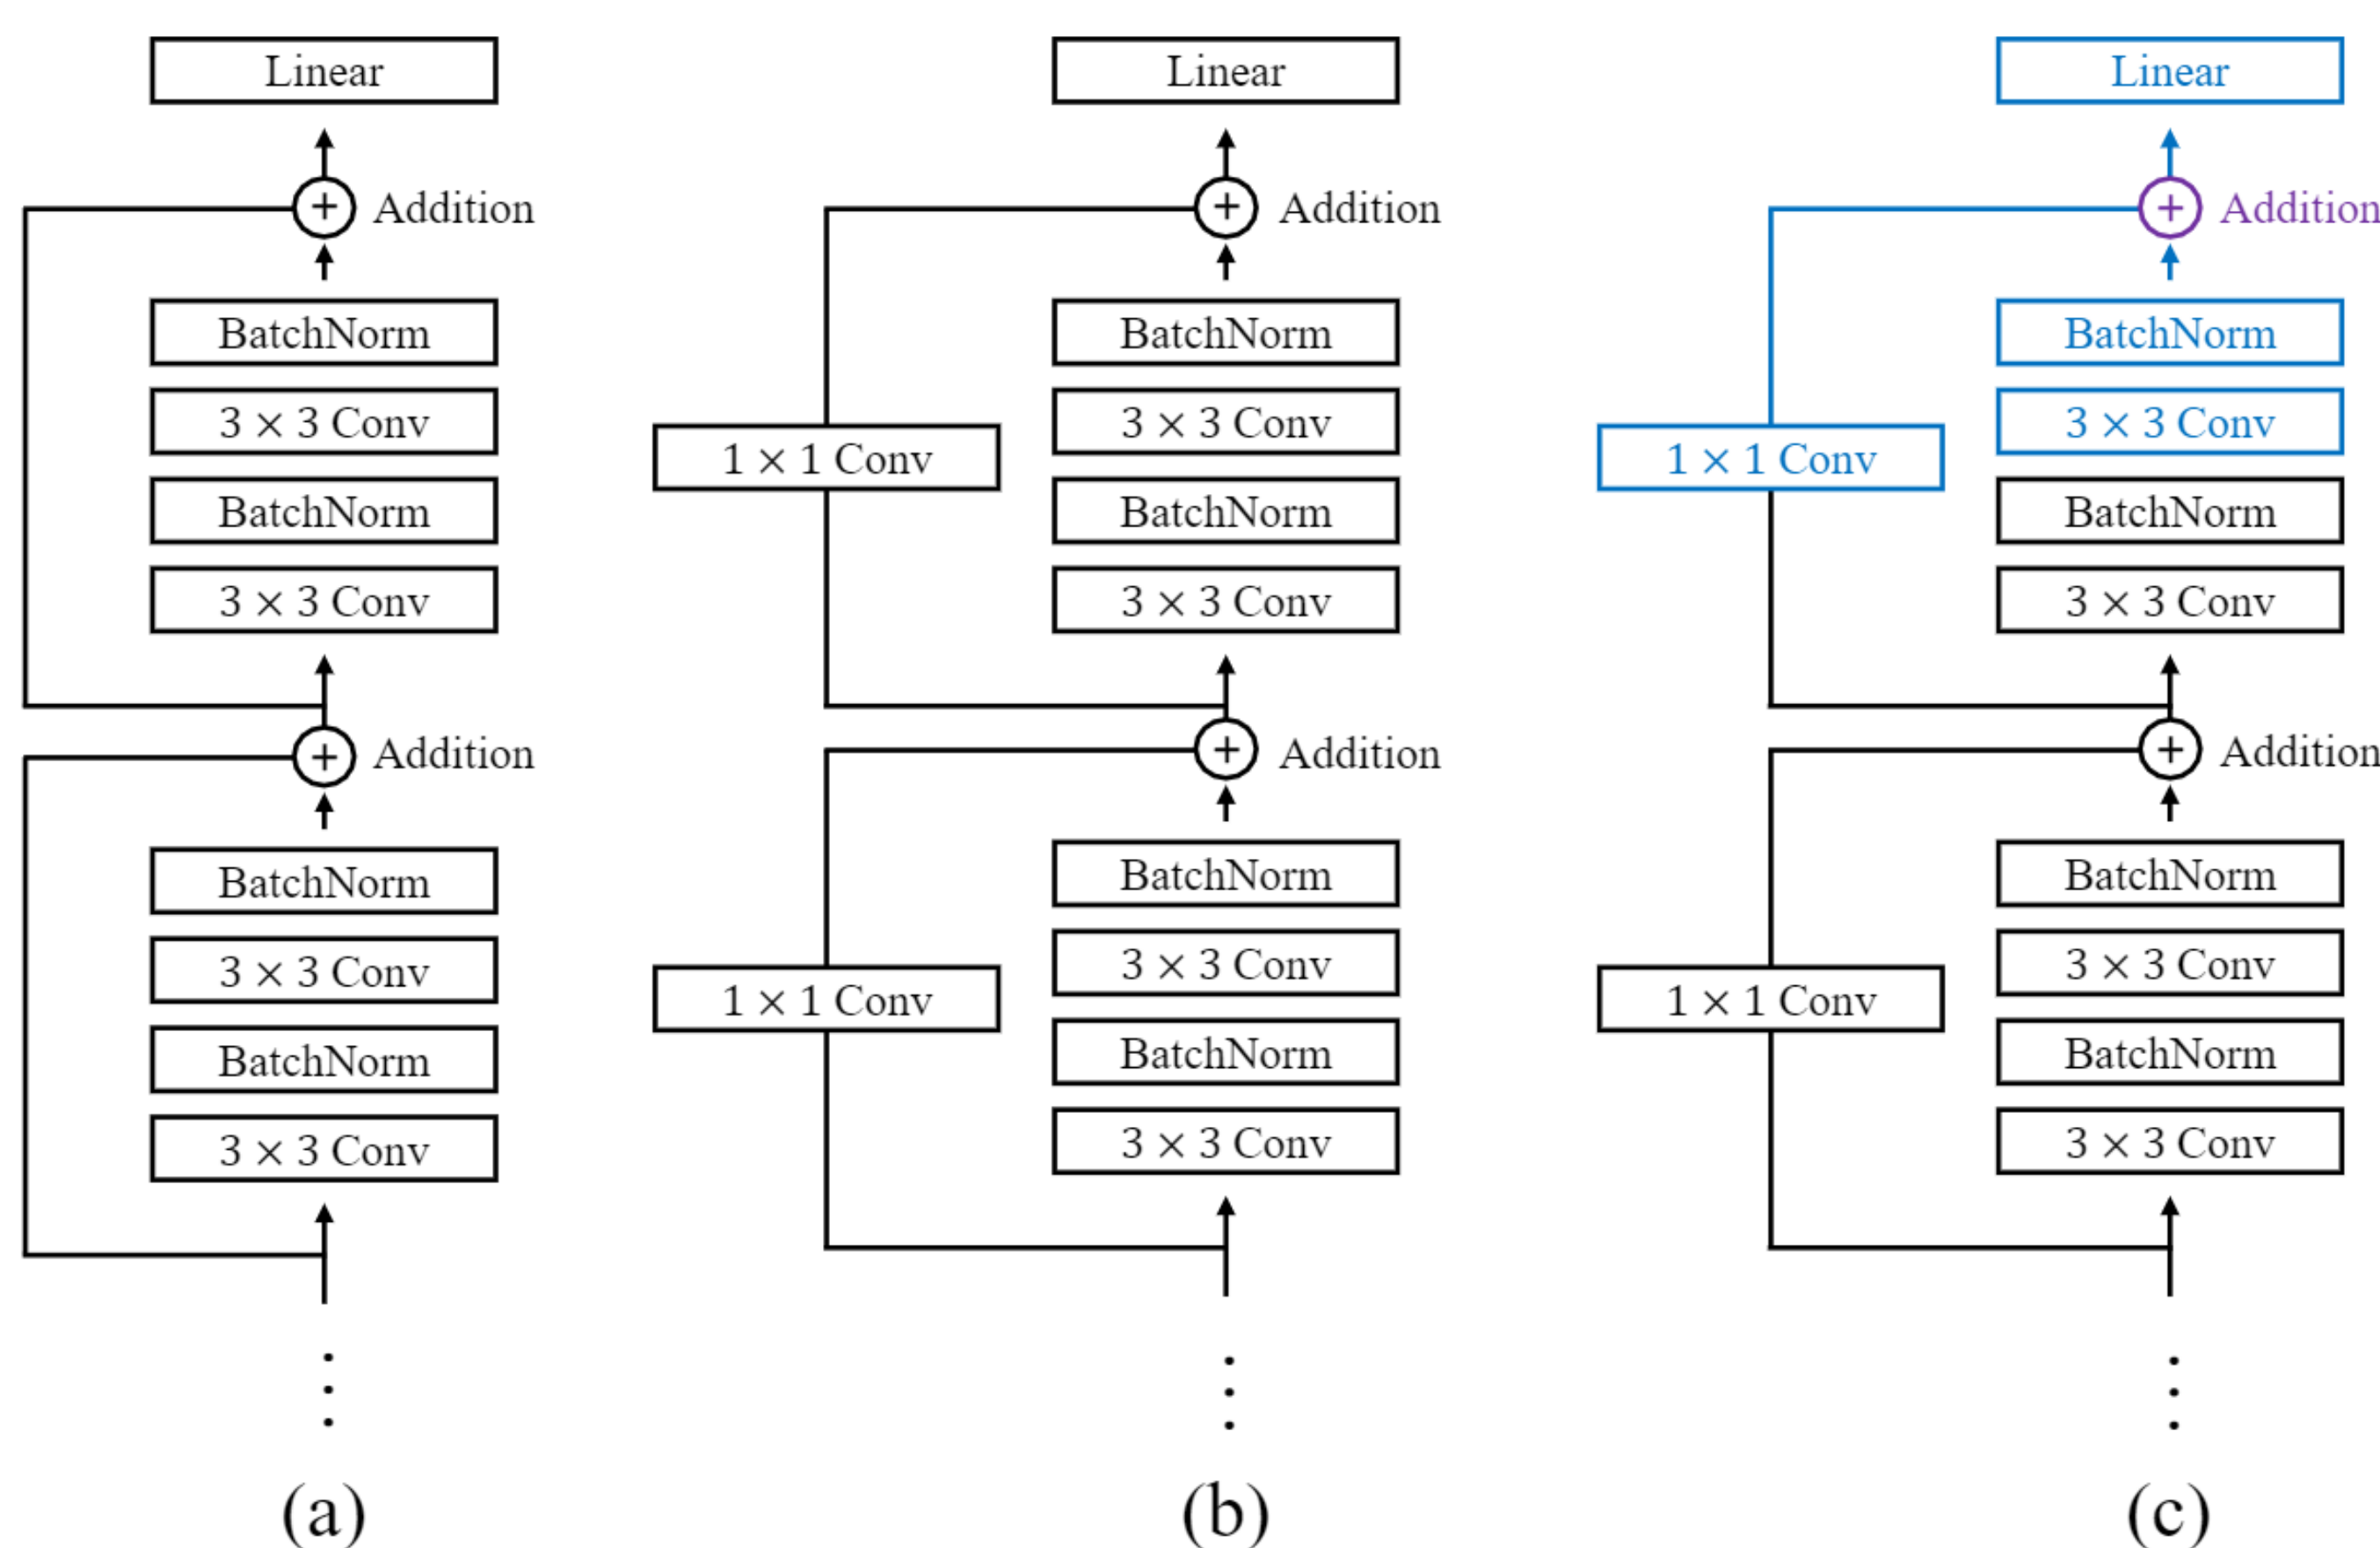 Linear
Addition
BatchNorm
3 × 3 Conv
BatchNorm
3 × 3 Conv
Addition
BatchNorm
3 × 3 Conv
BatchNorm
3 × 3 Conv
(a)
Linear
Addition
BatchNorm
3 × 3 Conv
1 × 1 Conv
BatchNorm
3 × 3 Conv
Addition
BatchNorm
3 × 3 Conv
1 × 1 Conv
BatchNorm
3 × 3 Conv
(b)
Linear
Addition
BatchNorm
3 × 3 Conv
1 × 1 Conv
BatchNorm
3 × 3 Conv
Addition
BatchNorm
3 × 3 Conv
1 × 1 Conv
BatchNorm
3 × 3 Conv
(c)